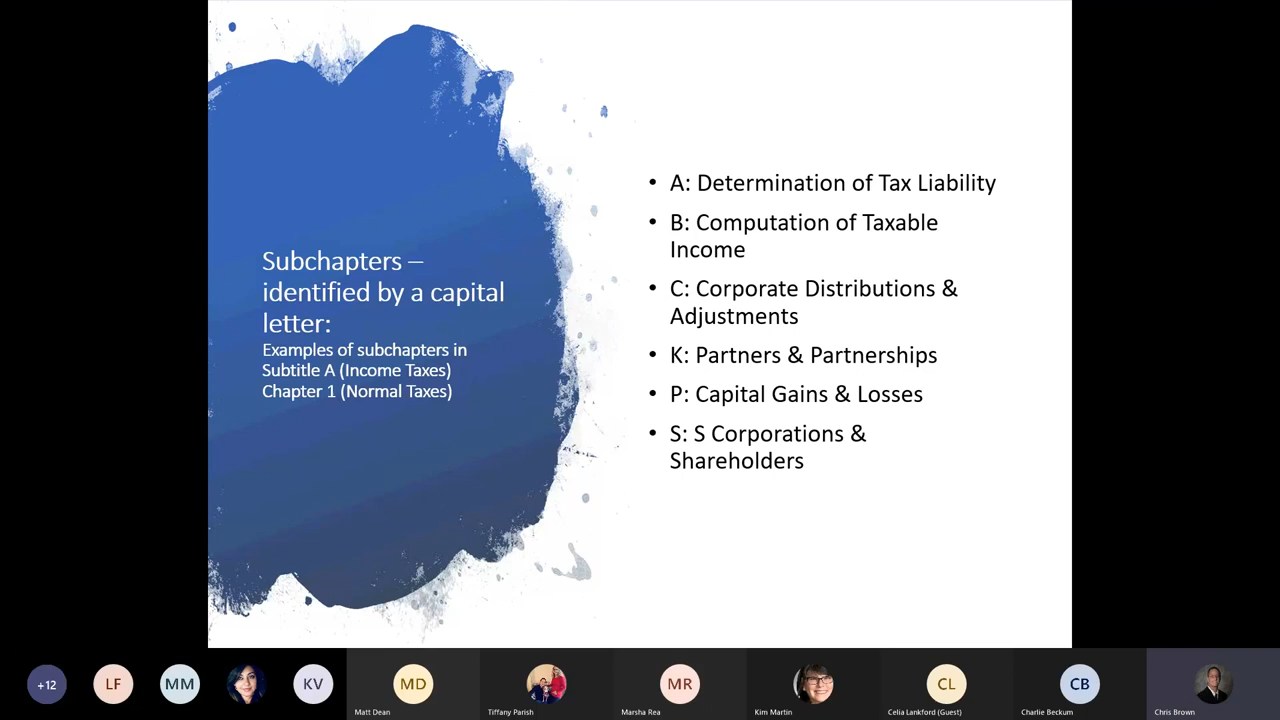 Subchapters –
identified by a capital
letter:
Examples of subchapters in
Subtitle A (Income Taxes)
Chapter 1 (Normal Taxes)
• A: Determination of Tax Liability
• B: Computation of Taxable
Income
• C: Corporate Distributions &
Adjustments
• K: Partners & Partnerships
• P: Capital Gains & Losses
• S: S Corporations &
Shareholders
+12
LF
MM
KV
MD
Matt Dean
Tiffany Parish
MR
Marsha Rea
Kim Martin
CL
Celia Lankford (Guest)
CB
Charlie Beckum
Chris Brown